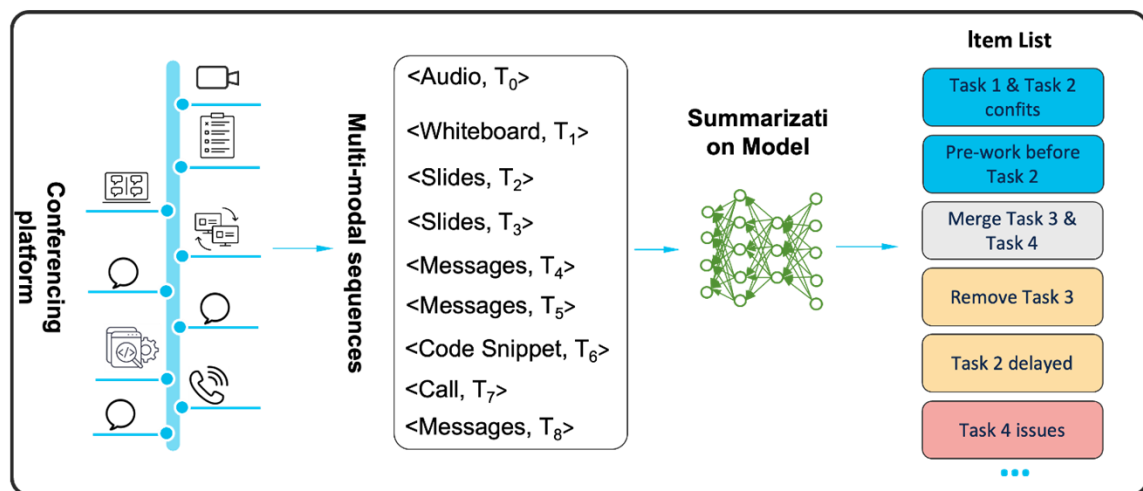 Conferencing
platform
Multi-modal sequences
<Audio, T₀>
<Whiteboard, T₁>
<Slides, T₂>
<Slides, T₃>
<Messages, T₄>
<Messages, T₅>
<Code Snippet, T₆>
<Call, T₇>
<Messages, T₈>
Summarizati
on Model
Item List
Task 1 & Task 2
confits
Pre-work before
Task 2
Merge Task 3 &
Task 4
Remove Task 3
Task 2 delayed
Task 4 issues